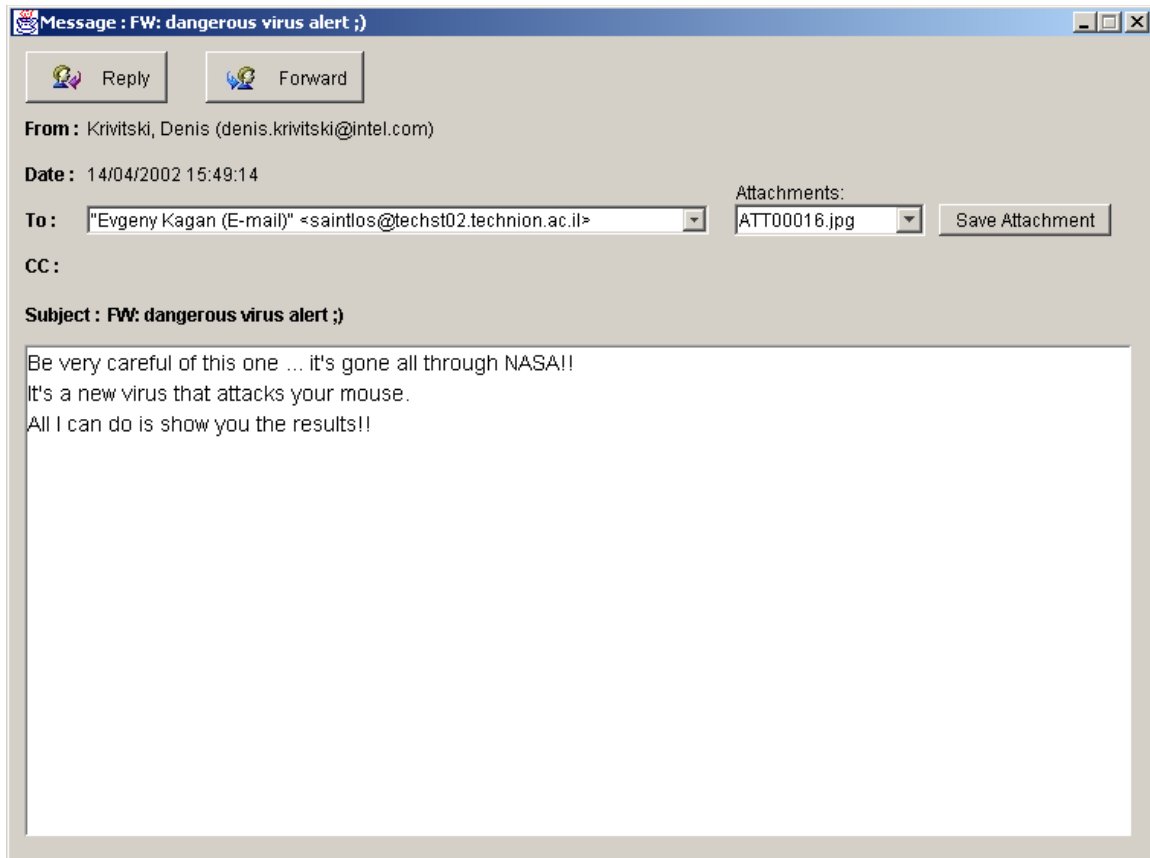 Message : FW: dangerous virus alert ;)
Reply Forward
From : Krivitski, Denis (denis.krivitski@intel.com)
Date : 14/04/2002 15:49:14
Attachments:
To : "Evgeny Kagan (E-mail)" <saintlos@techst02.technion.ac.il> ATT00016.jpg Save Attachment
CC :
Subject : FW: dangerous virus alert ;)
Be very careful of this one ... it's gone all through NASA!!
It's a new virus that attacks your mouse.
All I can do is show you the results!!